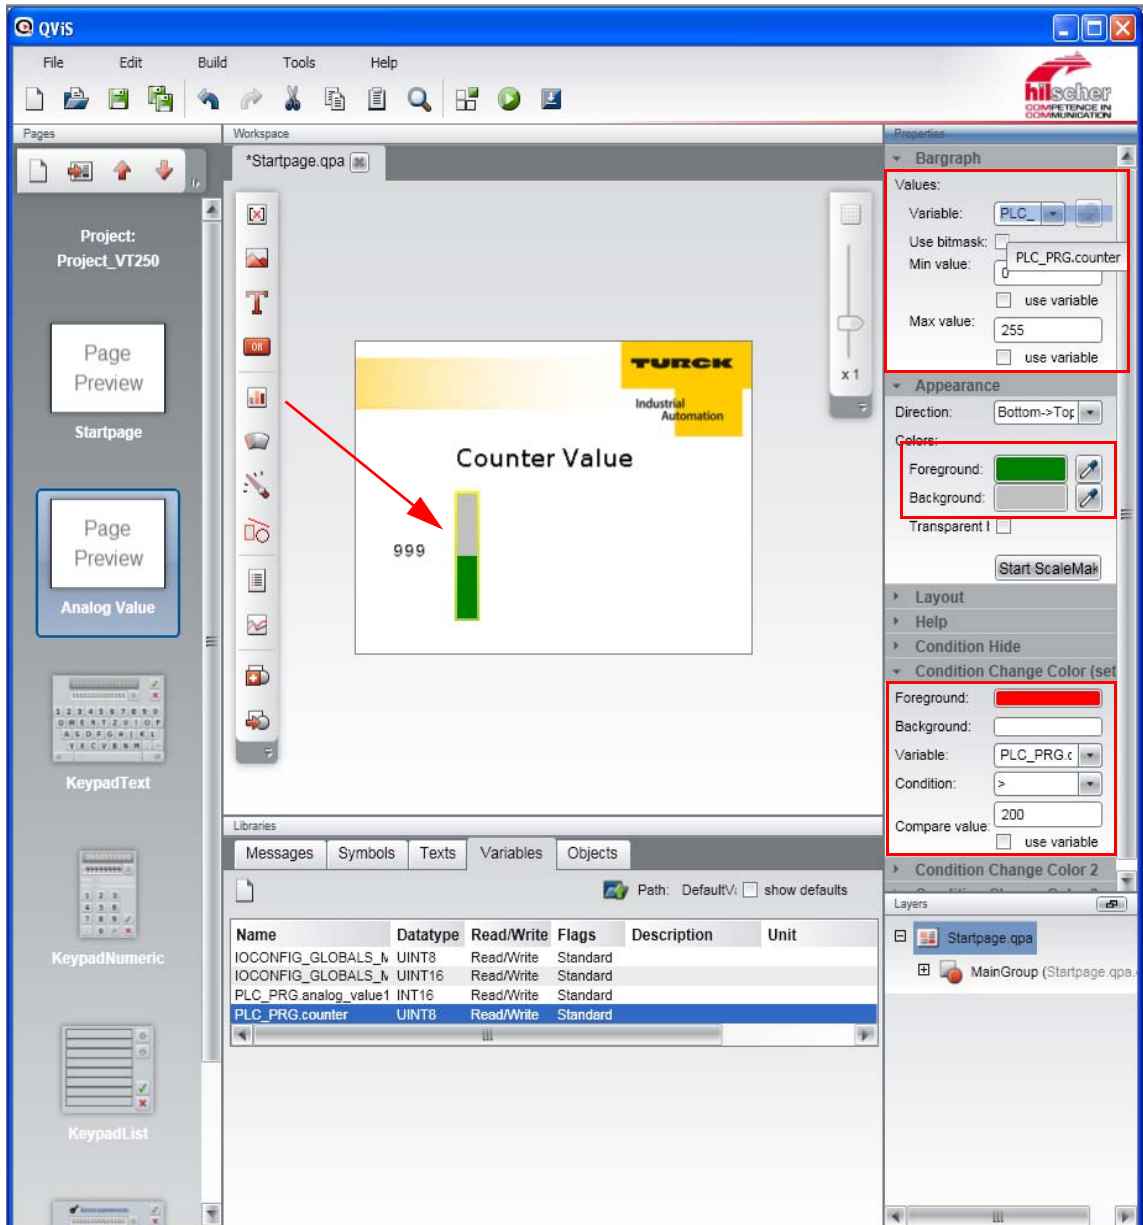 QViS
File Edit Build Tools Help
hilscher
COMPETENCE IN
COMMUNICATION
Pages
Project:
Project_VT250
Page
Preview
Startpage
Page
Preview
Analog Value
KeypadText
KeypadNumeric
KeypadList
Workspace
*Startpage.qpa
OK
x 1
TURCK
Industrial
Automation
Counter Value
999
Libraries
Messages Symbols Texts Variables Objects
Path: DefaultVa show defaults
Name Datatype Read/Write Flags Description Unit
IOCONFIG_GLOBALS_M UINT8 Read/Write Standard
IOCONFIG_GLOBALS_M UINT16 Read/Write Standard
PLC_PRG.analog_value1 INT16 Read/Write Standard
PLC_PRG.counter UINT8 Read/Write Standard
Properties
Bargraph
Values:
Variable: PLC_
Use bitmask:
PLC_PRG.counter
Min value: 0
use variable
Max value: 255
use variable
Appearance
Direction: Bottom->Top
Colors:
Foreground:
Background:
Transparent
Start ScaleMak
Layout
Help
Condition Hide
Condition Change Color (set
Foreground:
Background:
Variable: PLC_PRG.c
Condition: >
Compare value: 200
use variable
Condition Change Color 2
Layers
Startpage.qpa
MainGroup (Startpage.qpa.